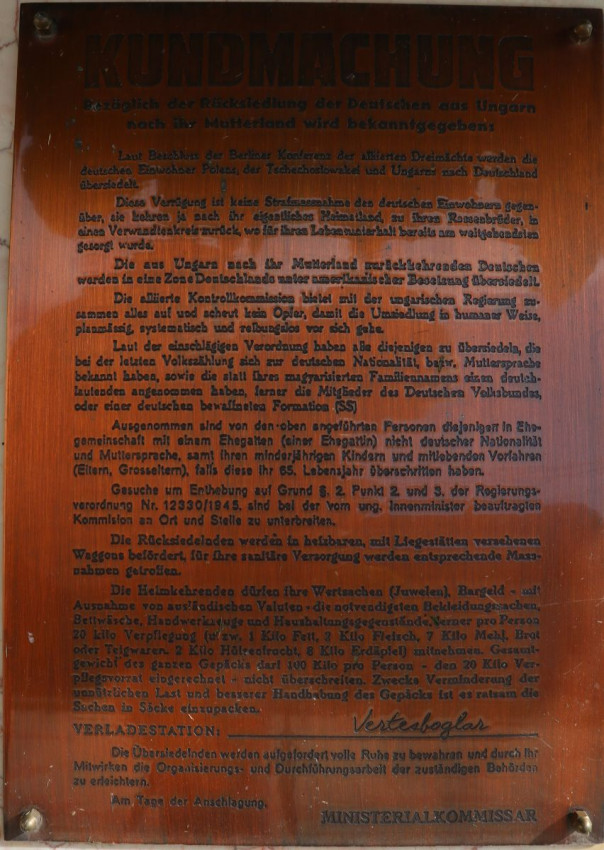 KUNDMACHUNG
Bezüglich der Rücksiedlung der Deutschen aus Ungarn
nach ihr Mutterland wird bekanntgegeben:
Laut Beschluss der Berliner Konferenz der alliierten Dreimächte werden die
deutschen Einwohner Polens, der Tschechoslowakei und Ungarns nach Deutschland
übersiedelt.
Diese Verfügung ist keine Strafmassnahme den deutschen Einwohnern gegen-
über, sie kehren ja nach ihr eigentliches Heimatland, zu ihren Rassenbrüder, in
einen Verwandtenkreis zurück, wo für ihren Lebensunterhalt bereits am weitgehendsten
gesorgt wurde.
Die aus Ungarn nach ihr Mutterland zurückkehrenden Deutschen
werden in eine Zone Deutschlands unter amerikanischer Besetzung übersiedelt.
Die alliierte Kontrollkommission bietet mit der ungarischen Regierung zu-
sammen alles auf und scheut kein Opfer, damit die Umsiedlung in humaner Weise,
planmässig, systematisch und reibungslos vor sich gehe.
Laut der einschlägigen Verordnung haben alle diejenigen zu übersiedeln, die
bei der letzten Volkszählung sich zur deutschen Nationalität, bezw. Muttersprache
bekannt haben, sowie die statt ihres magyarisierten Familiennamens einen deutsch-
lautenden angenommen haben, ferner die Mitglieder des Deutschen Volksbundes,
oder einer deutschen bewaffneten Formation (SS)
Ausgenommen sind von den oben angeführten Personen diejenigen in Ehe-
gemeinschaft mit einem Ehegatten (einer Ehegattin) nicht deutscher Nationalität
und Muttersprache, samt ihren minderjährigen Kindern und mitlebenden Vorfahren
(Eltern, Grosseltern), falls diese ihr 65. Lebensjahr überschritten haben.
Gesuche um Enthebung auf Grund §. 2, Punkt 2. und 3. der Regierungs-
verordnung Nr. 12330/1945. sind bei der vom ung. Innenminister beauftragten
Kommision an Ort und Stelle zu unterbreiten.
Die Rücksiedelnden werden in heizbaren, mit Liegestätten versehenen
Waggons befördert, für ihre sanitäre Versorgung werden entsprechende Mass-
nahmen getroffen.
Die Heimkehrenden dürfen ihre Wertsachen (Juwelen), Bargeld - mit
Ausnahme von ausländischen Valuten - die notwendigsten Bekleidungssachen,
Bettwäsche, Handwerkzeuge und Haushaltungsgegenstände, ferner pro Person
20 kilo Verpflegung (uzw. 1 Kilo Fett, 2 Kilo Fleisch, 7 Kilo Mehl, Brot
oder Teigwaren, 2 Kilo Hülsenfrucht, 8 Kilo Erdäpfel) mitnehmen. Gesamt-
gewicht des ganzen Gepäcks darf 100 Kilo pro Person - den 20 Kilo Ver-
pflegsvorzat eingerechnet - nicht überschreiten. Zwecks Verminderung der
unnützlichen Last und besserer Handhabung des Gepäcks ist es ratsam die
Sachen in Säcke einzupacken.
VERLADESTATION: Vertesboglar
Die Übersiedelnden werden aufgefordert volle Ruhe zu bewahren und durch ihr
Mitwirken die Organisierungs- und Durchführungsarbeit der zuständigen Behörden
zu erleichtern.
Am Tage der Anschlagung.
MINISTERIALKOMMISSAR